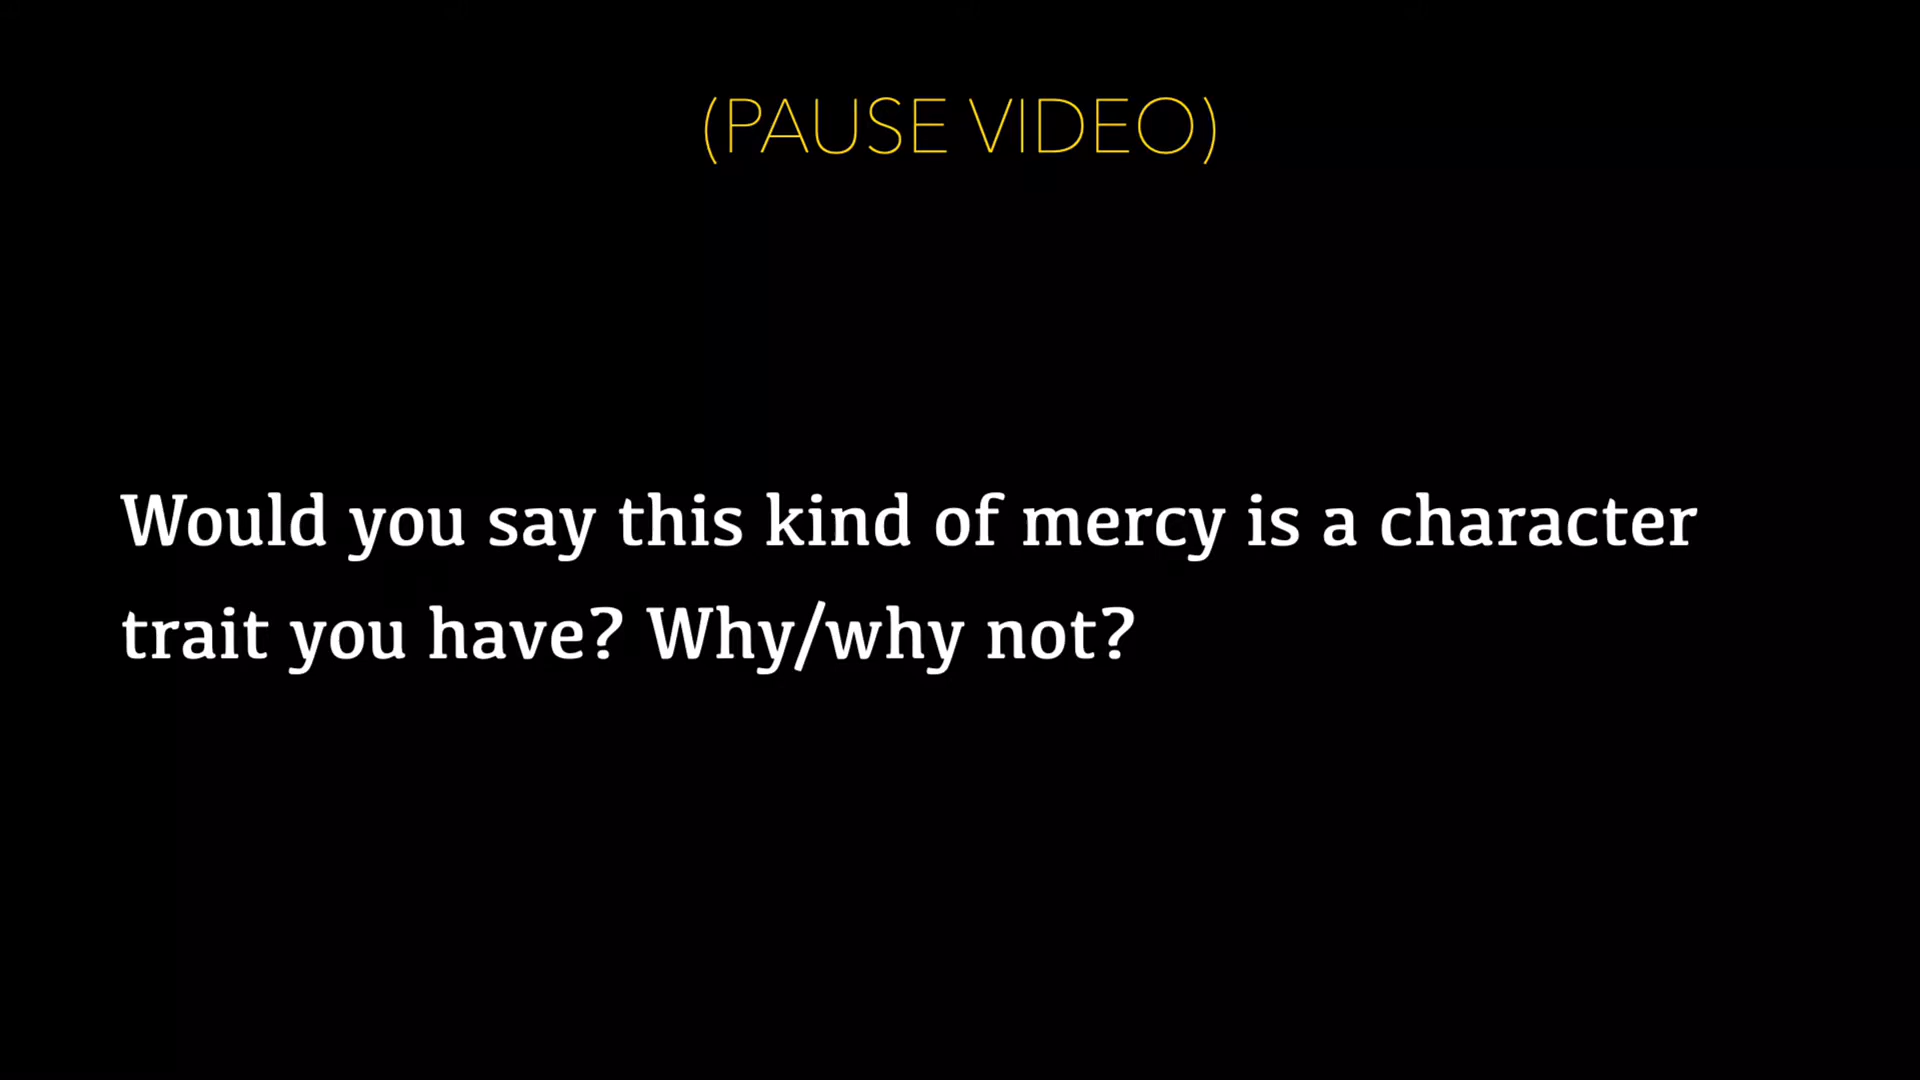 (PAUSE VIDEO)
Would you say this kind of mercy is a character
trait you have? Why/why not?